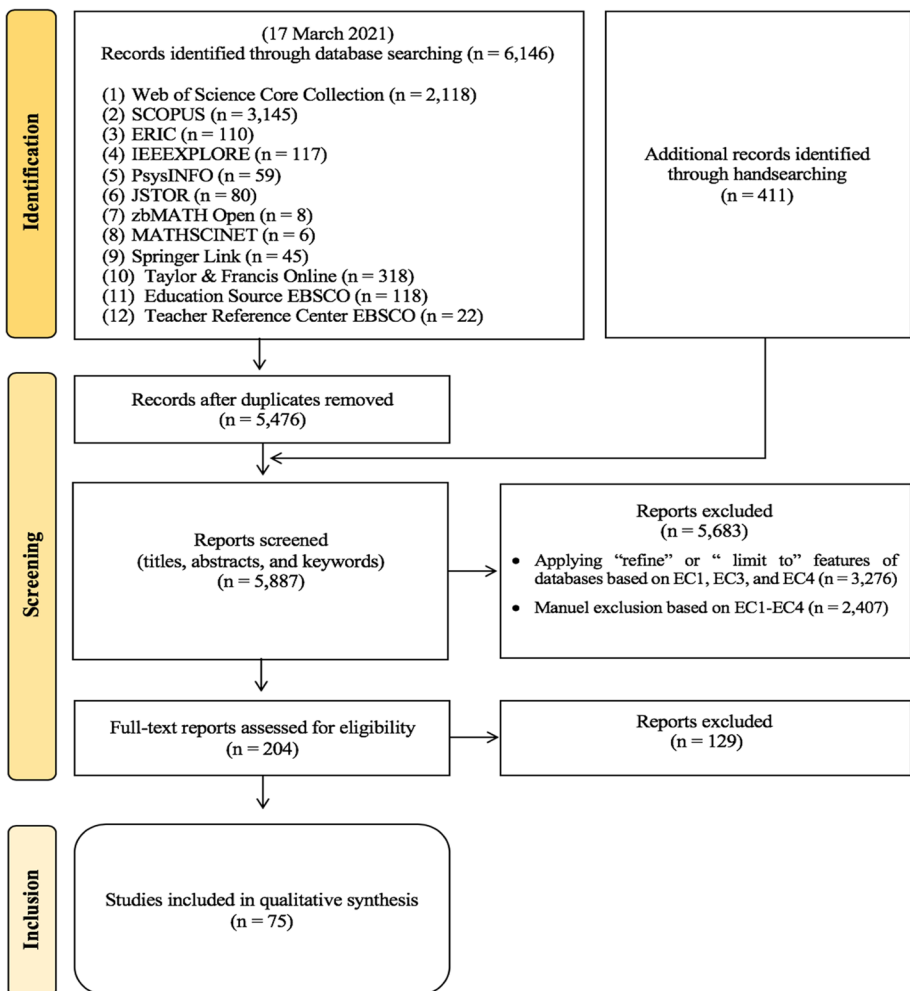 Identification
(17 March 2021)
Records identified through database searching (n = 6,146)
(1) Web of Science Core Collection (n = 2,118)
(2) SCOPUS (n = 3,145)
(3) ERIC (n = 110)
(4) IEEEXPLORE (n = 117)
(5) PsysINFO (n = 59)
(6) JSTOR (n = 80)
(7) zbMATH Open (n = 8)
(8) MATHSCINET (n = 6)
(9) Springer Link (n = 45)
(10) Taylor & Francis Online (n = 318)
(11) Education Source EBSCO (n = 118)
(12) Teacher Reference Center EBSCO (n = 22)
Additional records identified
through handsearching
(n = 411)
Screening
Records after duplicates removed
(n = 5,476)
Reports screened
(titles, abstracts, and keywords)
(n = 5,887)
Reports excluded
(n = 5,683)
• Applying “refine” or “ limit to” features of
databases based on EC1, EC3, and EC4 (n = 3,276)
• Manuel exclusion based on EC1-EC4 (n = 2,407)
Full-text reports assessed for eligibility
(n = 204)
Reports excluded
(n = 129)
Inclusion
Studies included in qualitative synthesis
(n = 75)